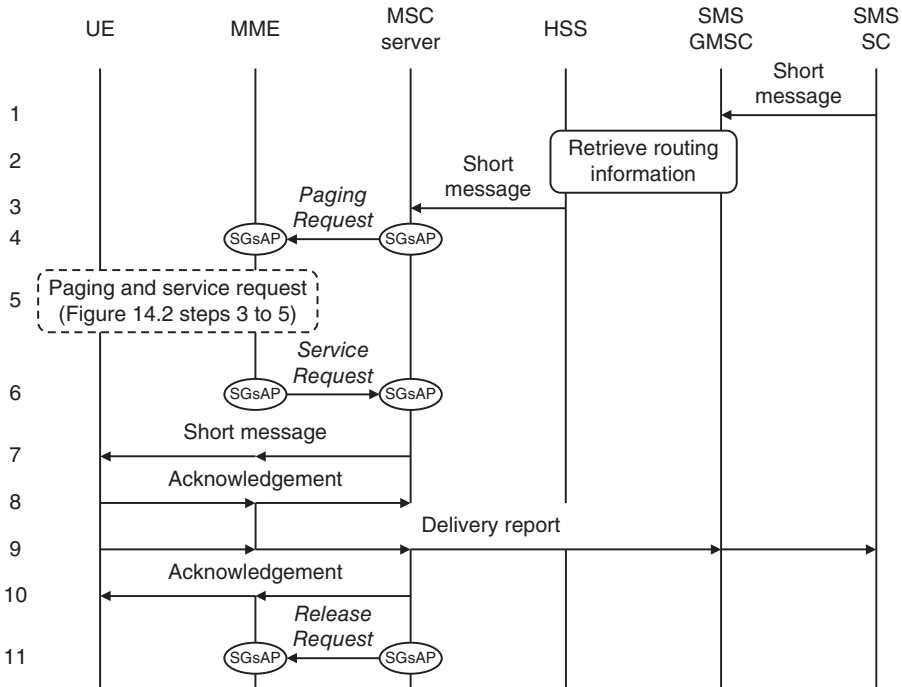 UE
MME
MSC
server
HSS
SMS
GMSC
SMS
SC
1
Short
message
2
Retrieve routing
information
3
Short
message
4
Paging
Request
SGsAP
SGsAP
5
Paging and service request
(Figure 14.2 steps 3 to 5)
6
Service
Request
SGsAP
SGsAP
7
Short message
8
Acknowledgement
9
Delivery report
10
Acknowledgement
11
Release
Request
SGsAP
SGsAP